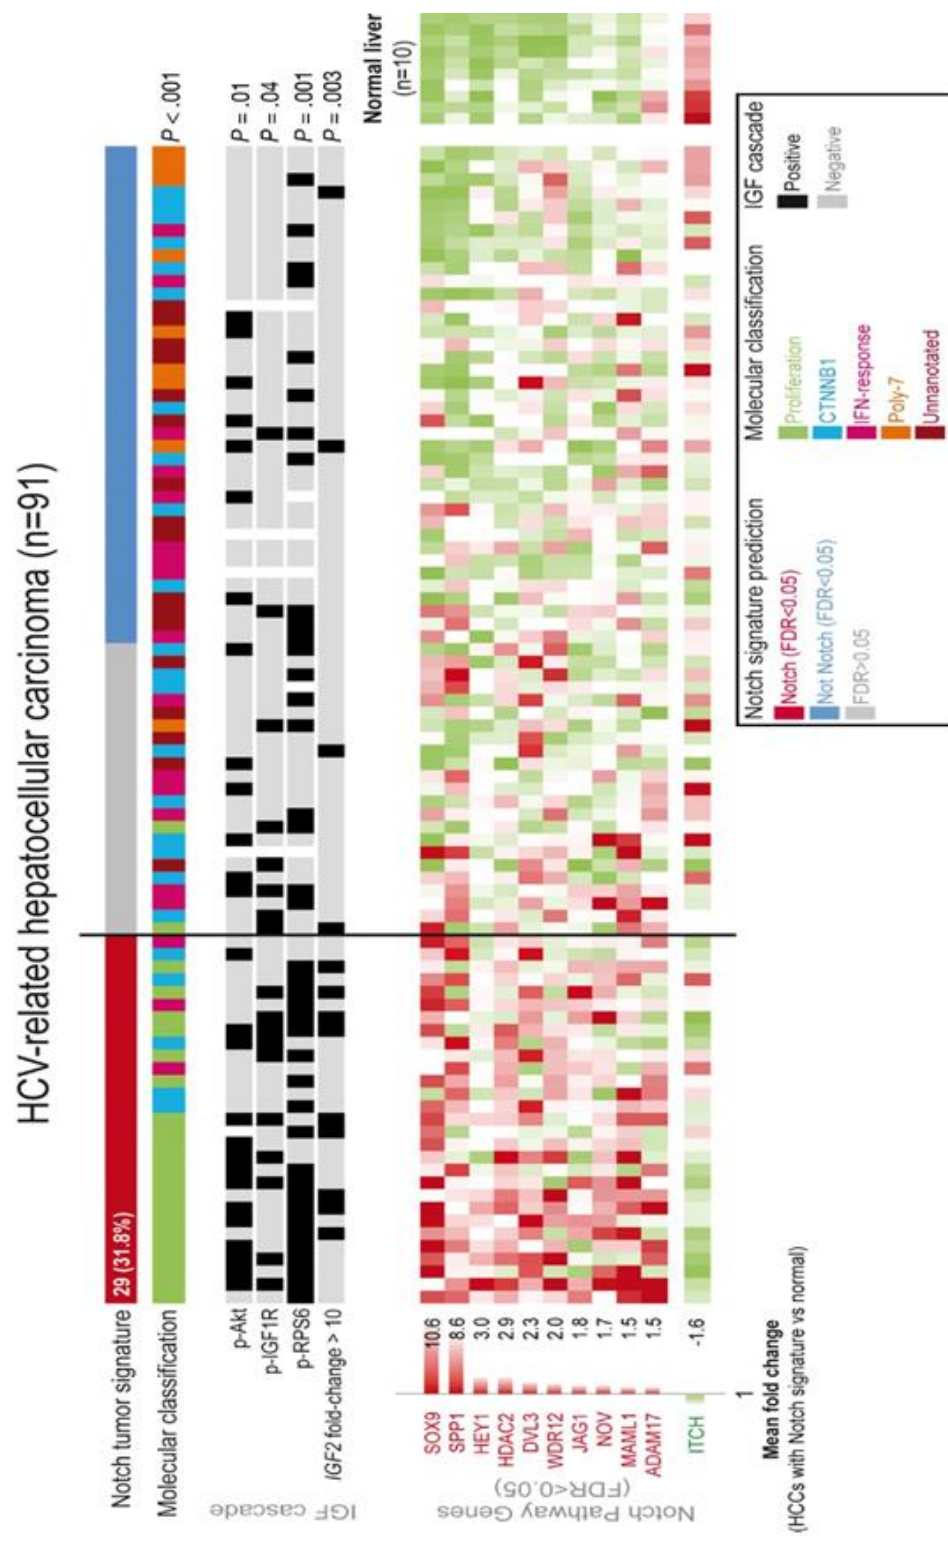 HCV-related hepatocellular carcinoma (n=91)
Notch tumor signature
29 (31.8%)
Molecular classification
P < .001
IGF cascade
p-Akt
P = .01
p-IGF1R
P = .04
p-RPS6
P = .001
IGF2 fold-change > 10
P = .003
Normal liver
(n=10)
Notch Pathway Genes
(FDR<0.05)
SOX9 10.6
SPP1 8.6
HEY1 3.0
HDAC2 2.9
DVL3 2.3
WDR12 2.0
JAG1 1.8
NOV 1.7
MAML1 1.5
ADAM17 1.5
ITCH -1.6
1
Mean fold change
(HCCs with Notch signature vs normal)
Notch signature prediction
Notch (FDR<0.05)
Not Notch (FDR<0.05)
FDR>0.05
Molecular classification
Proliferation
CTNNB1
IFN-response
Poly-7
Unnanotated
IGF cascade
Positive
Negative